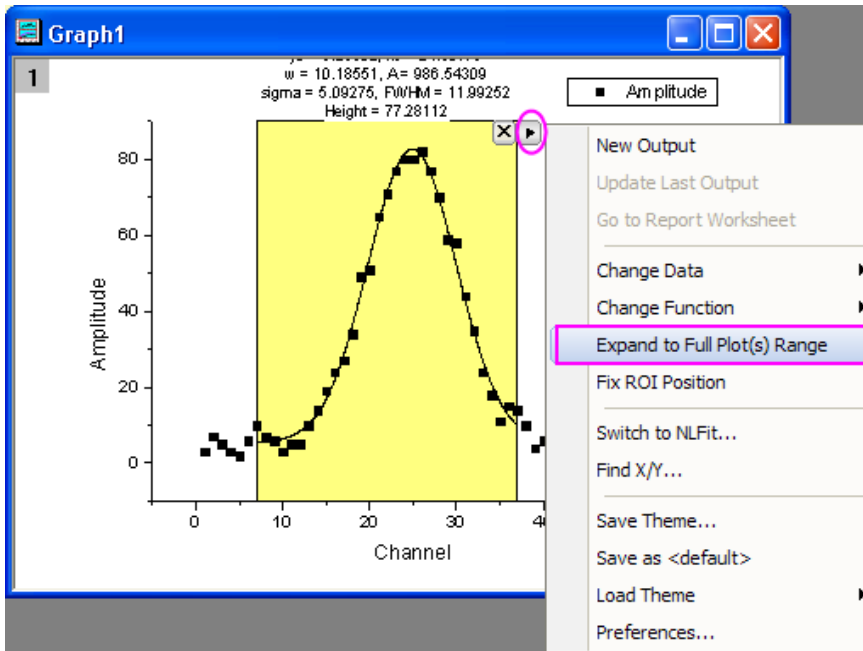 Graph1
1
w = 10.18551, A= 986.54309
sigma = 5.09275, FWHM = 11.99252
Height = 77.28112
Amplitude
80
60
40
20
0
Amplitude
0 10 20 30
Channel
New Output
Update Last Output
Go to Report Worksheet
Change Data
Change Function
Expand to Full Plot(s) Range
Fix ROI Position
Switch to NLFit...
Find X/Y...
Save Theme...
Save as <default>
Load Theme
Preferences...